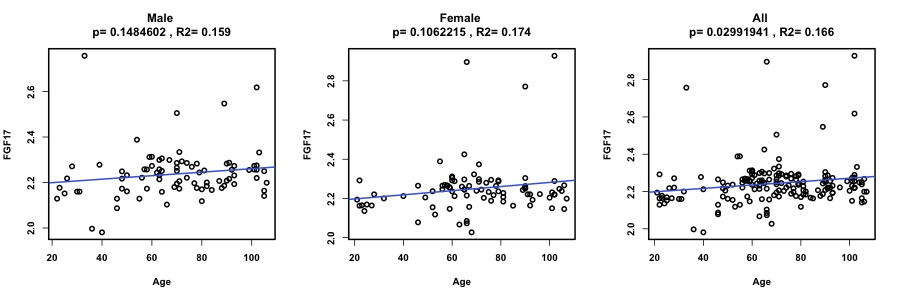 Male
p= 0.1484602 , R2= 0.159
FGF17
2.0 2.2 2.4 2.6
20 40 60 80 100
Age
Female
p= 0.1062215 , R2= 0.174
FGF17
2.0 2.2 2.4 2.6 2.8
20 40 60 80 100
Age
All
p= 0.02991941 , R2= 0.166
FGF17
2.0 2.2 2.4 2.6 2.8
20 40 60 80 100
Age